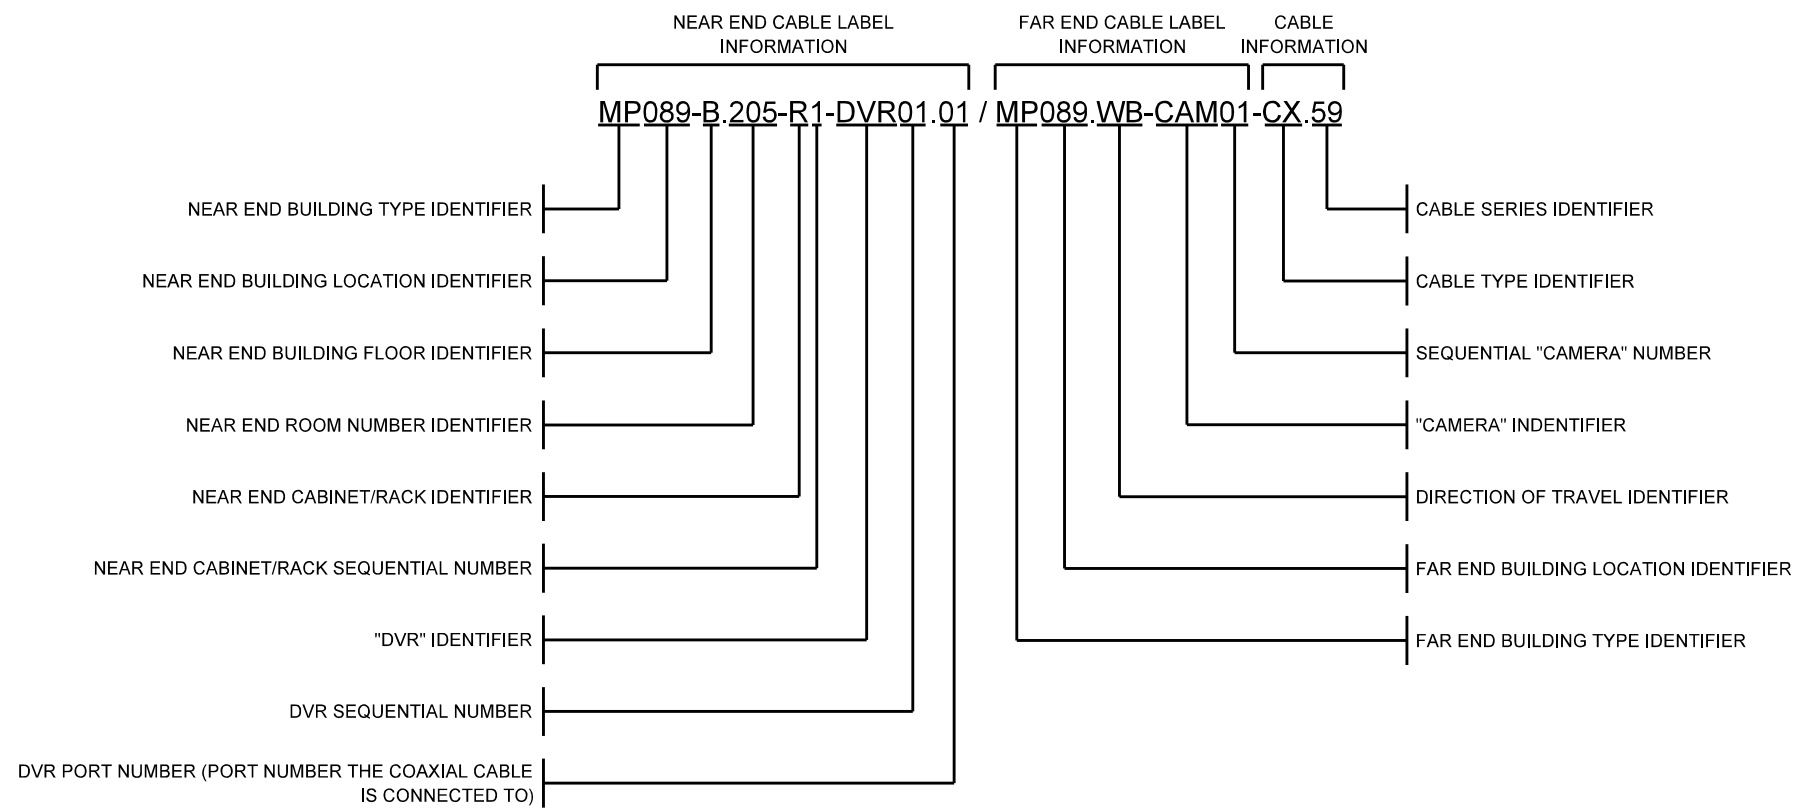 NEAR END CABLE LABEL
INFORMATION
FAR END CABLE LABEL
INFORMATION
CABLE
INFORMATION
MP089-B.205-R1-DVR01.01 / MP089.WB-CAM01-CX.59
NEAR END BUILDING TYPE IDENTIFIER
NEAR END BUILDING LOCATION IDENTIFIER
NEAR END BUILDING FLOOR IDENTIFIER
NEAR END ROOM NUMBER IDENTIFIER
NEAR END CABINET/RACK IDENTIFIER
NEAR END CABINET/RACK SEQUENTIAL NUMBER
"DVR" IDENTIFIER
DVR SEQUENTIAL NUMBER
DVR PORT NUMBER (PORT NUMBER THE COAXIAL CABLE
IS CONNECTED TO)
CABLE SERIES IDENTIFIER
CABLE TYPE IDENTIFIER
SEQUENTIAL "CAMERA" NUMBER
"CAMERA" INDENTIFIER
DIRECTION OF TRAVEL IDENTIFIER
FAR END BUILDING LOCATION IDENTIFIER
FAR END BUILDING TYPE IDENTIFIER